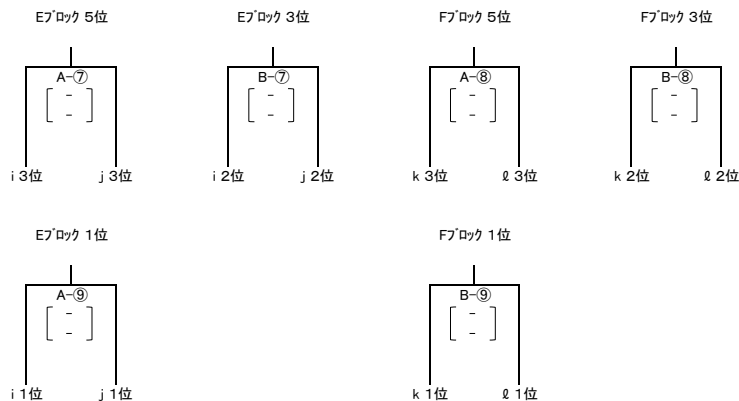 Eﾌﾞﾛｯｸ 5位 Eﾌﾞﾛｯｸ 3位 Fﾌﾞﾛｯｸ 5位 Fﾌﾞﾛｯｸ 3位
A-⑦ B-⑦ A-⑧ B-⑧
- - - -
- - - -
i 3位 j 3位 i 2位 j 2位 k 3位 ℓ 3位 k 2位 ℓ 2位
Eﾌﾞﾛｯｸ 1位 Fﾌﾞﾛｯｸ 1位
A-⑨ B-⑨
- -
- -
i 1位 j 1位 k 1位 ℓ 1位